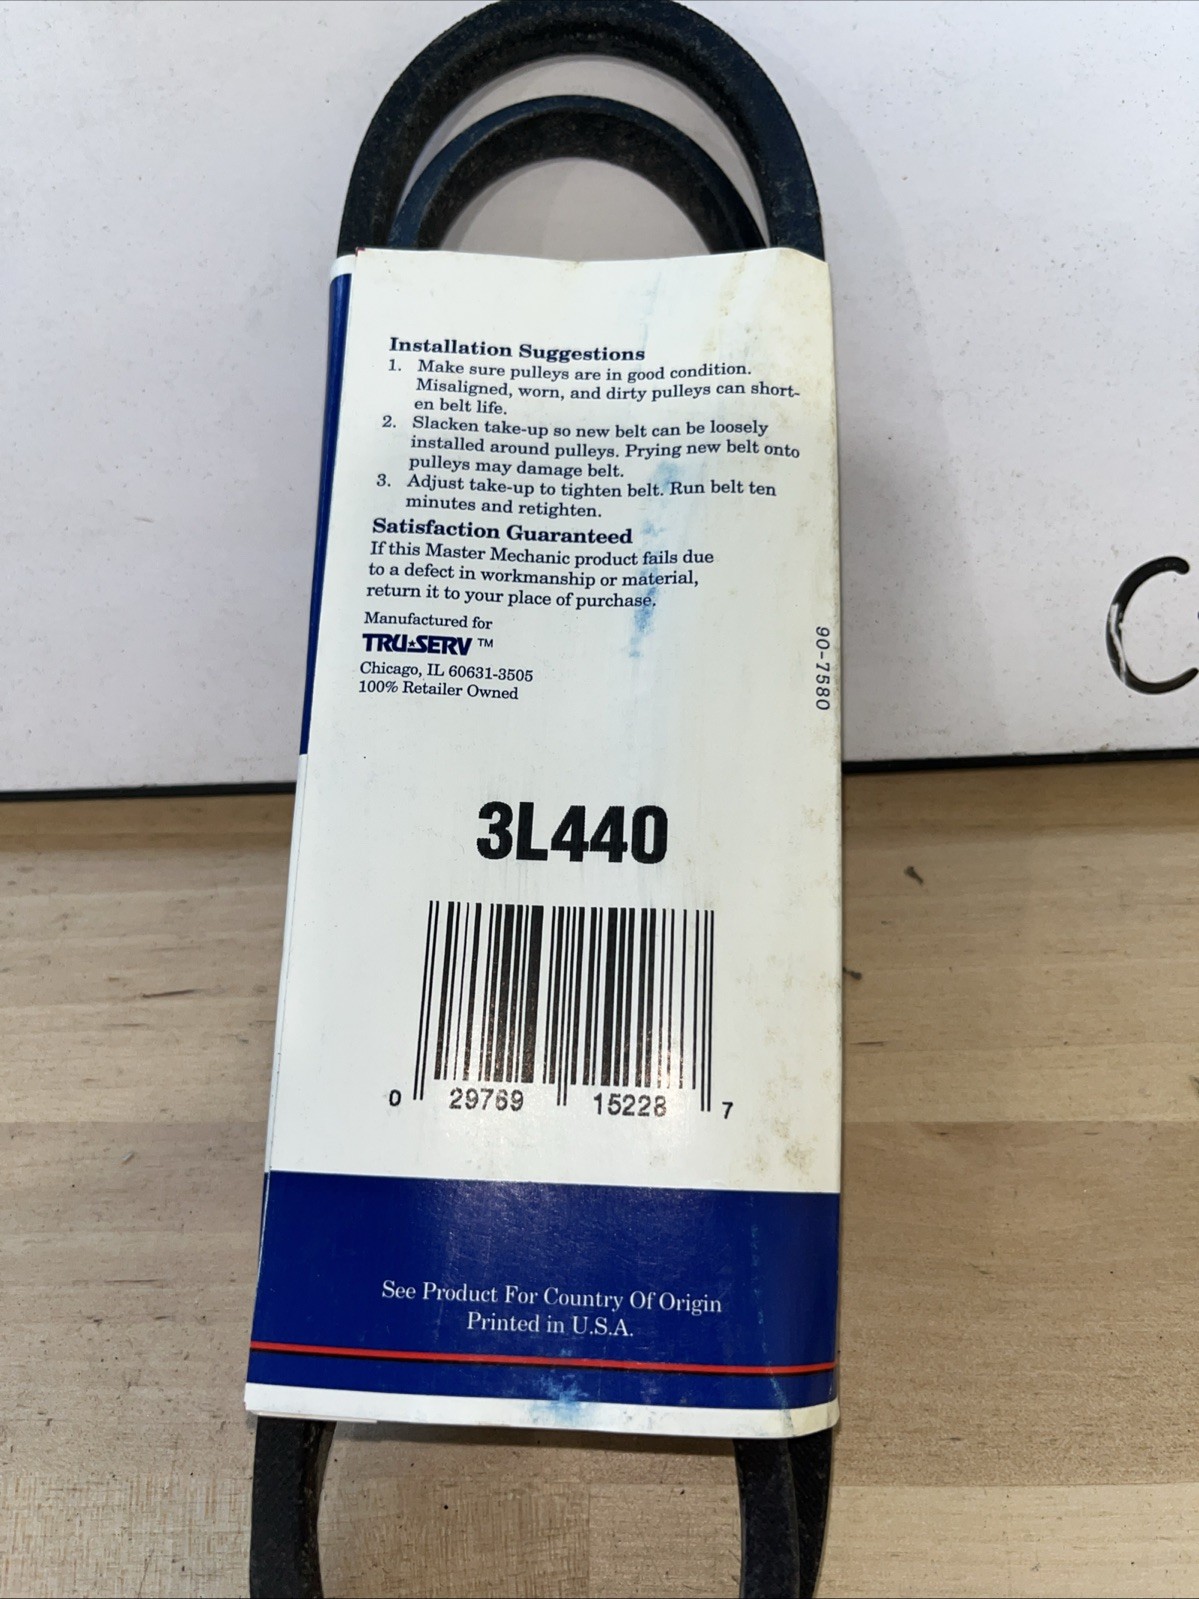 Installation Suggestions
1. Make sure pulleys are in good condition.
Misaligned, worn, and dirty pulleys can short-
en belt life.
2. Slacken take-up so new belt can be loosely
installed around pulleys. Prying new belt onto
pulleys may damage belt.
3. Adjust take-up to tighten belt. Run belt ten
minutes and retighten.
Satisfaction Guaranteed
If this Master Mechanic product fails due
to a defect in workmanship or material,
return it to your place of purchase.
Manufactured for
TRU★SERV ™
Chicago, IL 60631-3505
100% Retailer Owned
90-7580
3L440
0 29769 15228 7
See Product For Country Of Origin
Printed in U.S.A.
C